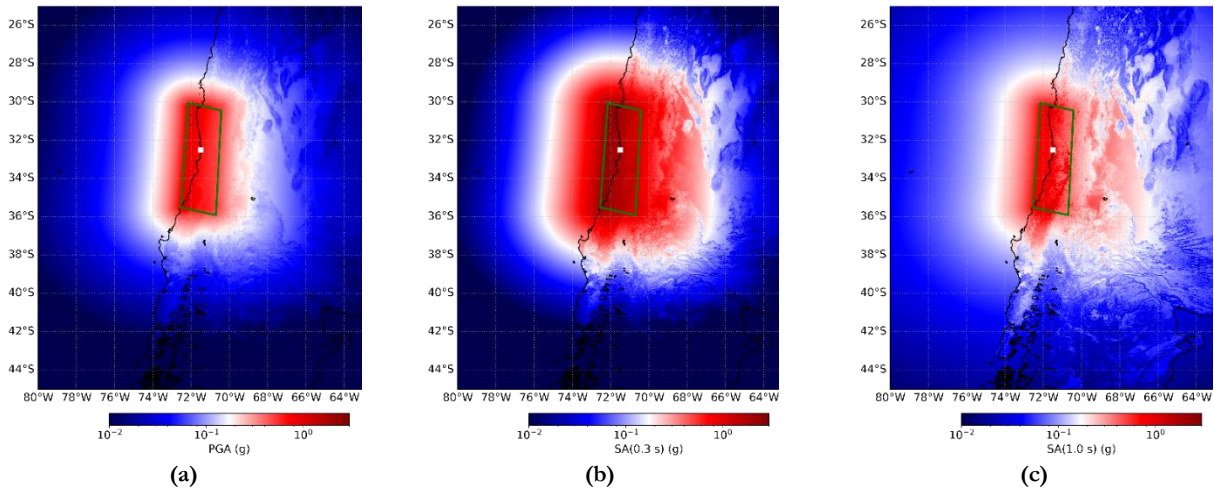 26°S 26°S 26°S
28°S 28°S 28°S
30°S 30°S 30°S
32°S 32°S 32°S
34°S 34°S 34°S
36°S 36°S 36°S
38°S 38°S 38°S
40°S 40°S 40°S
42°S 42°S 42°S
44°S 44°S 44°S
80°W 78°W 76°W 74°W 72°W 70°W 68°W 66°W 64°W 80°W 78°W 76°W 74°W 72°W 70°W 68°W 66°W 64°W 80°W 78°W 76°W 74°W 72°W 70°W 68°W 66°W 64°W
10⁻² 10⁻¹ 10⁰ 10⁻² 10⁻¹ 10⁰ 10⁻² 10⁻¹ 10⁰
PGA (g) SA(0.3 s) (g) SA(1.0 s) (g)
(a) (b) (c)